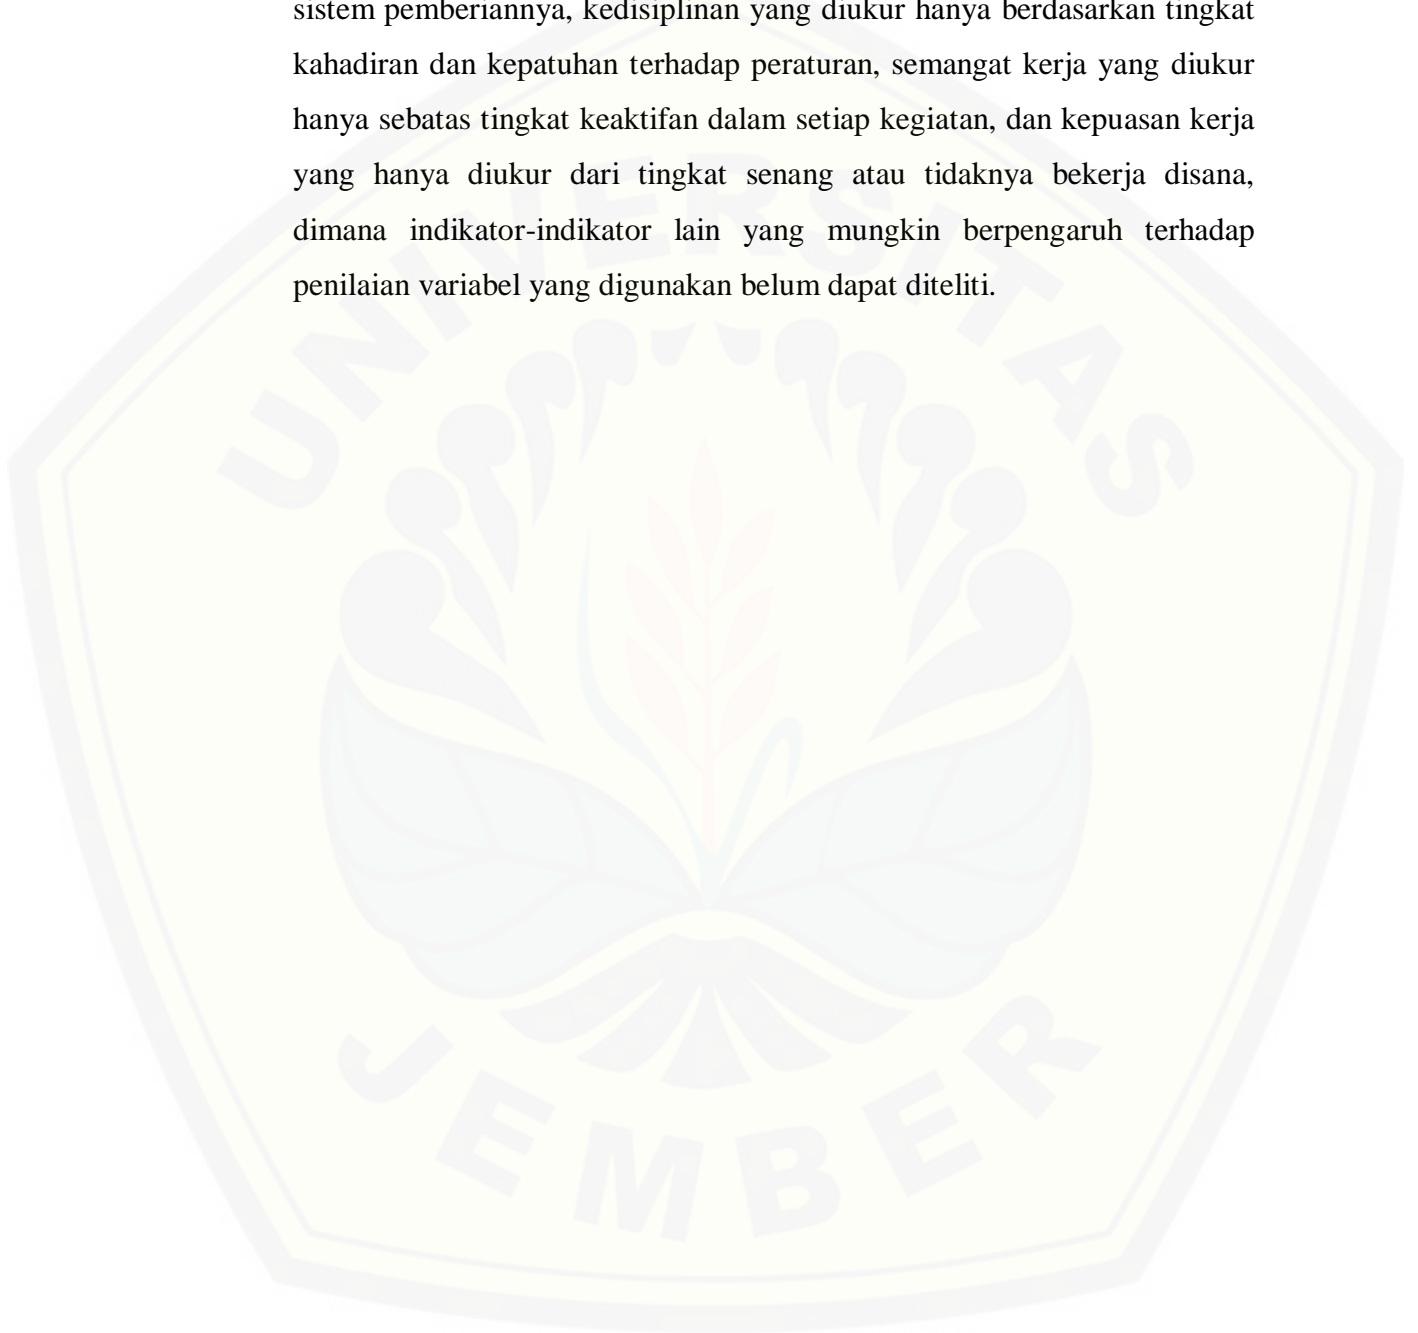 sistem pemberiannya, kedisiplinan yang diukur hanya berdasarkan tingkat
kahadiran dan kepatuhan terhadap peraturan, semangat kerja yang diukur
hanya sebatas tingkat keaktifan dalam setiap kegiatan, dan kepuasan kerja
yang hanya diukur dari tingkat senang atau tidaknya bekerja disana,
dimana indikator-indikator lain yang mungkin berpengaruh terhadap
penilaian variabel yang digunakan belum dapat diteliti.
UNIVERSITAS
JEMBER